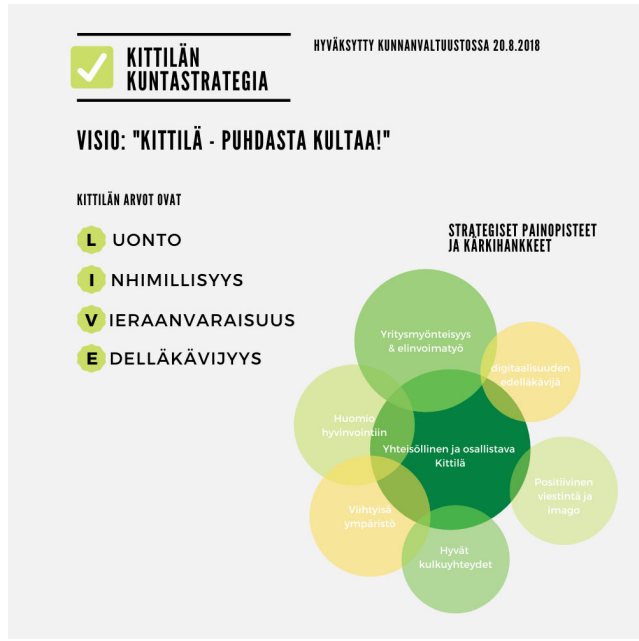 KITTILÄN
KUNTASTRATEGIA
HYVÄKSYTTY KUNNANVALTUUSTOSSA 20.8.2018
VISIO: "KITTILÄ - PUHDASTA KULTAA!"
KITTILÄN ARVOT OVAT
L UONTO
I NHIMILLISYYS
V IERAANVARAISUUS
E DELLÄKÄVIJYYS
STRATEGISET PAINOPISTEET
JA KÄRKIHANKKEET
Yritysmyönteisyys
& elinvoimatyö
digitaalisuuden
edelläkävijä
Huomio
hyvinvointiin
Yhteisöllinen ja osallistava
Kittilä
Positiivinen
viestintä ja
imago
Viihtyisä
ympäristö
Hyvät
kulkuyhteydet